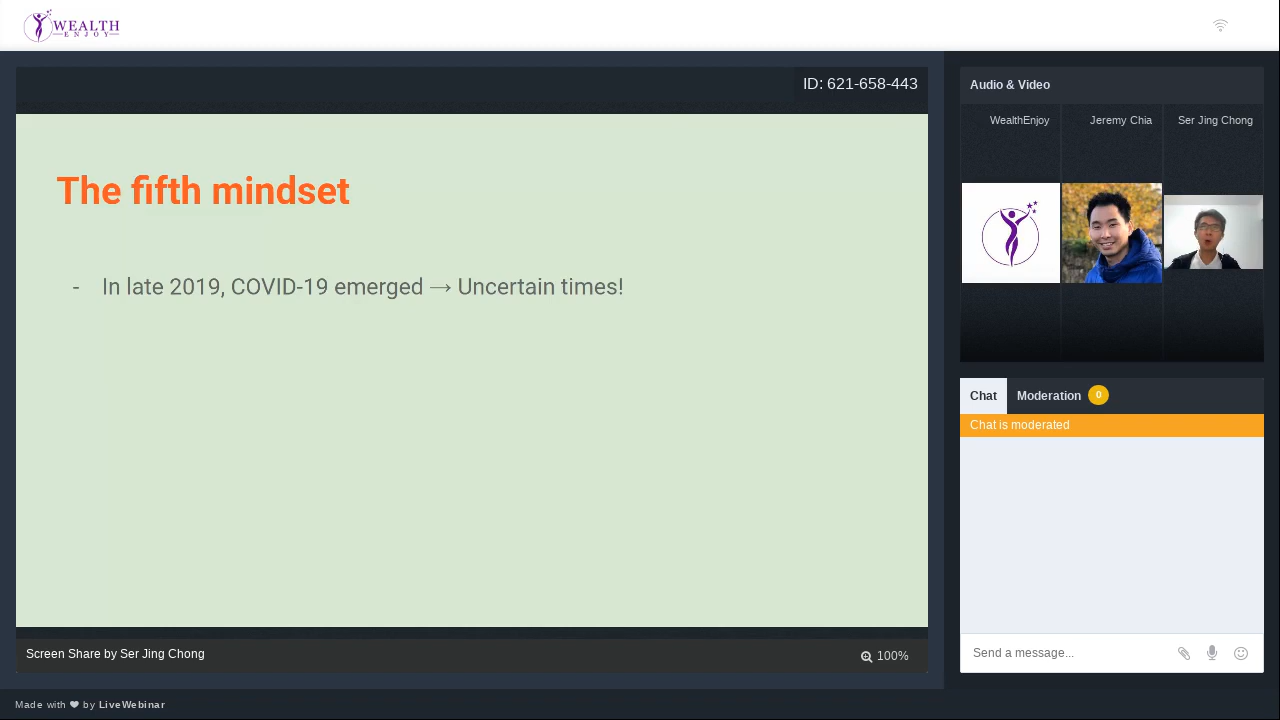 WEALTH
ENJOY
ID: 621-658-443
The fifth mindset
- In late 2019, COVID-19 emerged → Uncertain times!
Screen Share by Ser Jing Chong
100%
Audio & Video
WealthEnjoy
Jeremy Chia
Ser Jing Chong
Chat
Moderation 0
Chat is moderated
Send a message...
Made with ❤ by LiveWebinar